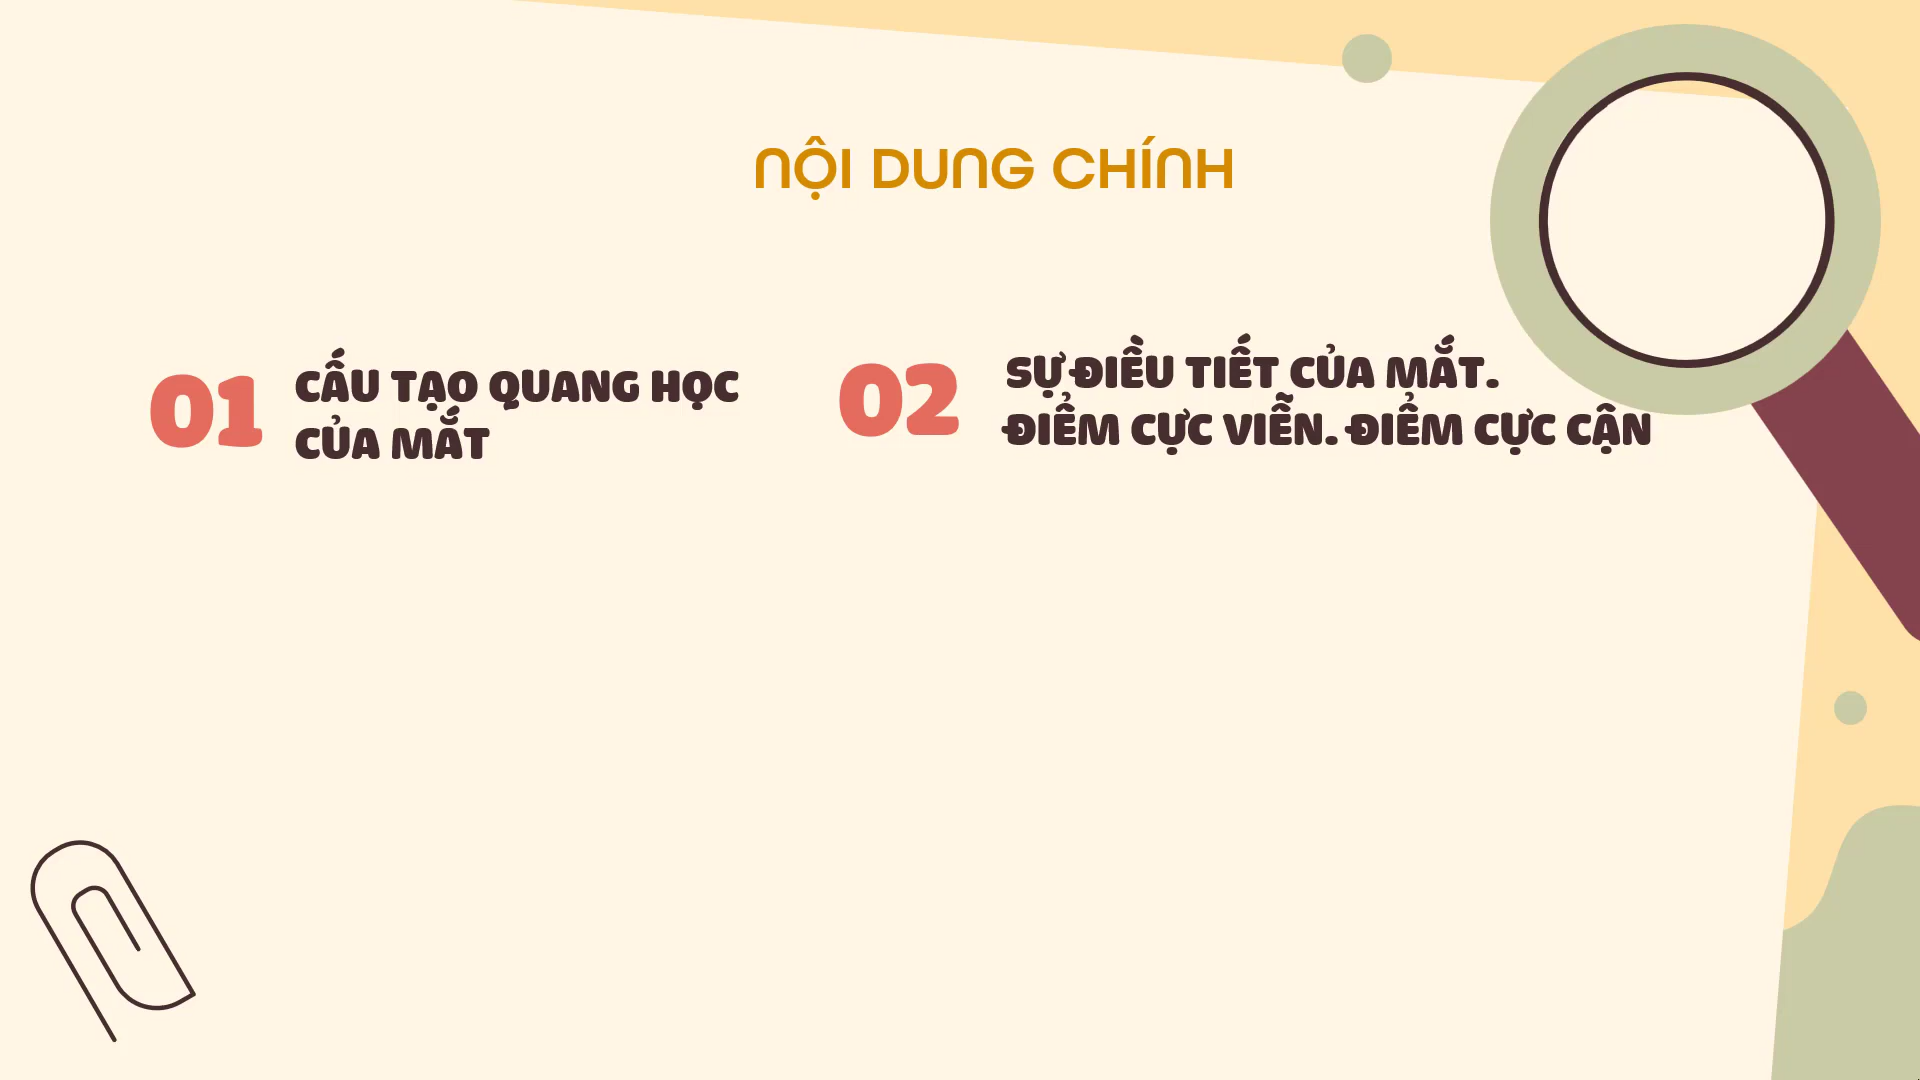 NỘI DUNG CHÍNH
01
CẤU TẠO QUANG HỌC
CỦA MẮT
02
SỰ ĐIỀU TIẾT CỦA MẮT.
ĐIỂM CỰC VIỄN. ĐIỂM CỰC CẬN